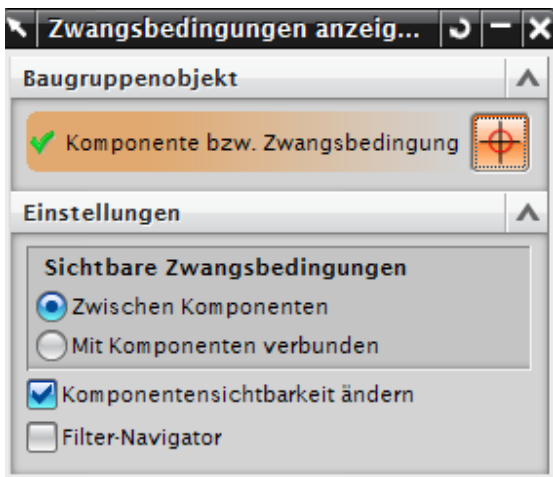 Zwangsbedingungen anzeig...
Baugruppenobjekt
Komponente bzw. Zwangsbedingung
Einstellungen
Sichtbare Zwangsbedingungen
Zwischen Komponenten
Mit Komponenten verbunden
Komponentensichtbarkeit ändern
Filter-Navigator